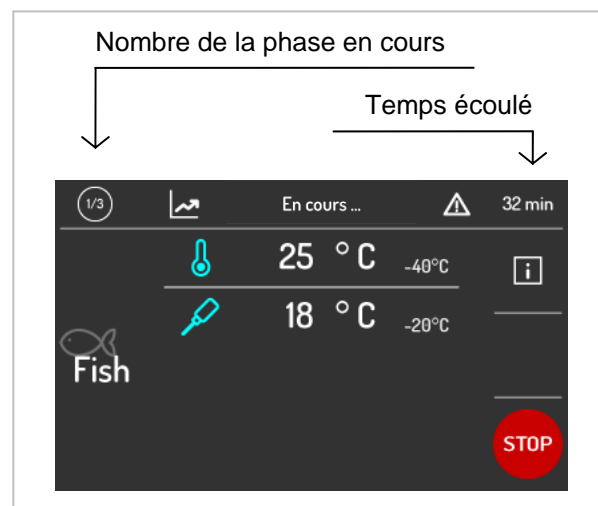 Nombre de la phase en cours
Temps écoulé
1/3 En cours ... 32 min
25 °C -40°C i
18 °C -20°C
Fish
STOP